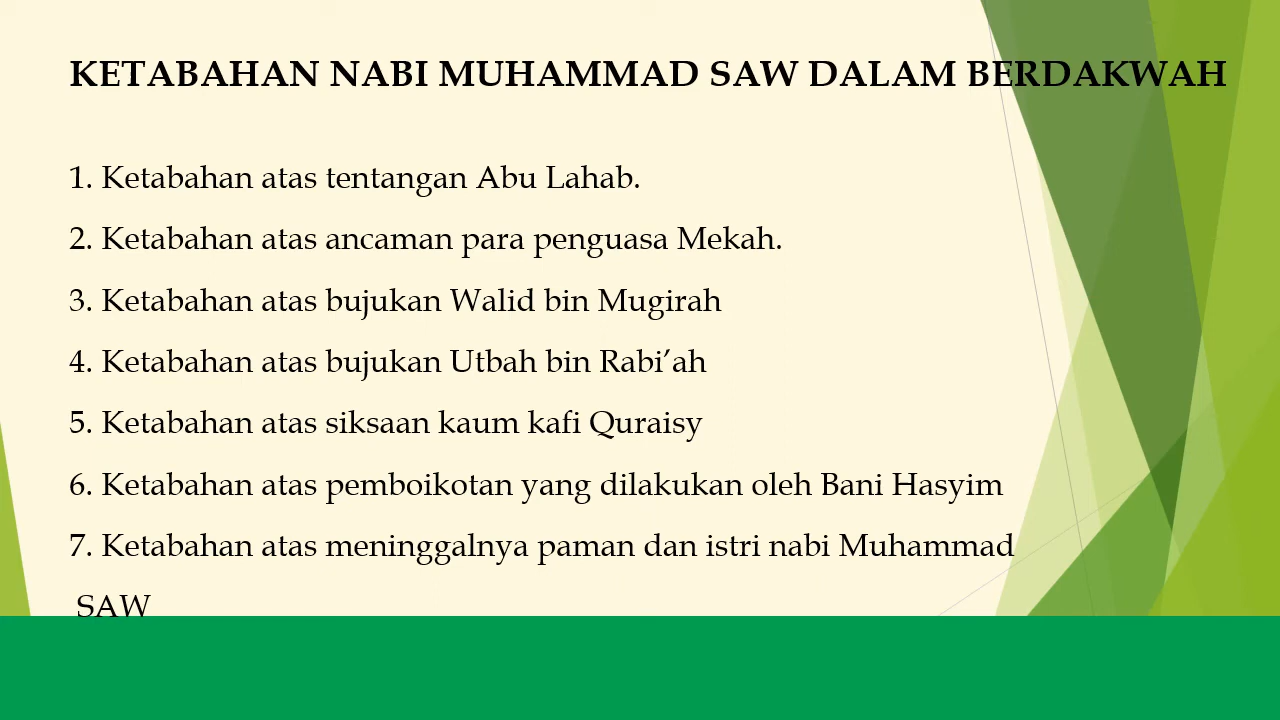 KETABAHAN NABI MUHAMMAD SAW DALAM BERDAKWAH
1. Ketabahan atas tentangan Abu Lahab.
2. Ketabahan atas ancaman para penguasa Mekah.
3. Ketabahan atas bujukan Walid bin Mugirah
4. Ketabahan atas bujukan Utbah bin Rabi’ah
5. Ketabahan atas siksaan kaum kafi Quraisy
6. Ketabahan atas pemboikotan yang dilakukan oleh Bani Hasyim
7. Ketabahan atas meninggalnya paman dan istri nabi Muhammad
SAW